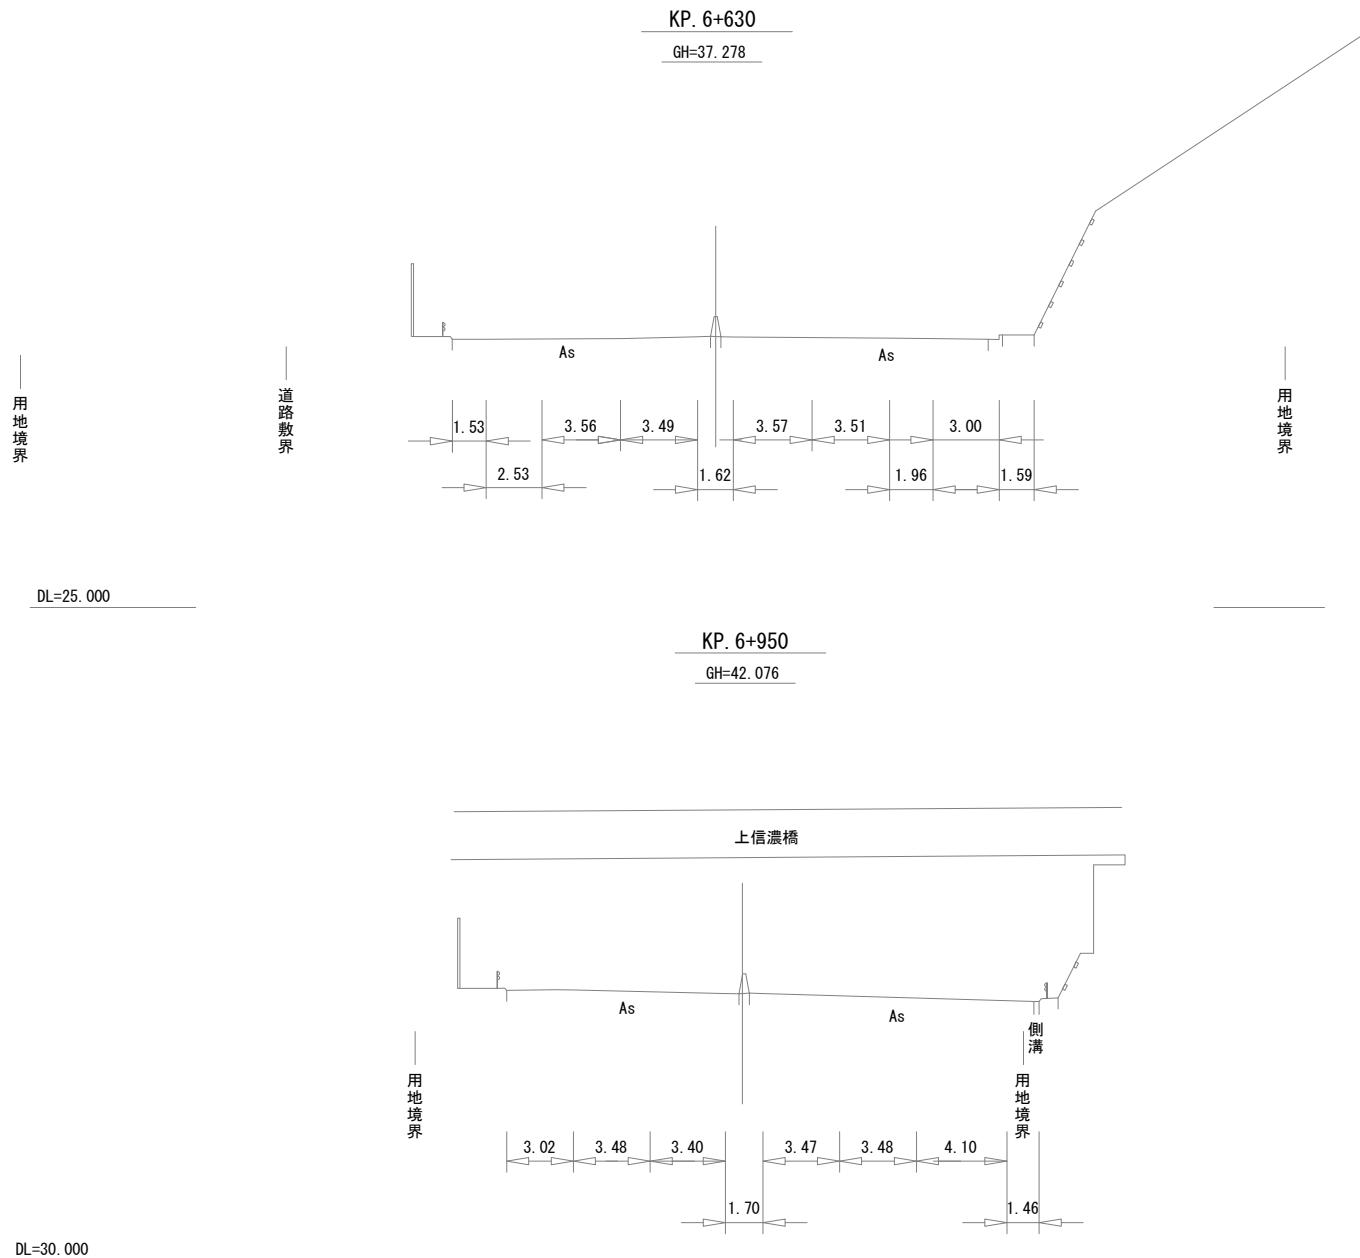 KP. 6+630
GH=37.278
As
As
用地境界
道路敷界
用地境界
1.53
3.56
3.49
3.57
3.51
3.00
2.53
1.62
1.96
1.59
DL=25.000
KP. 6+950
GH=42.076
上信濃橋
As
As
側溝
用地境界
用地境界
3.02
3.48
3.40
3.47
3.48
4.10
1.70
1.46
DL=30.000